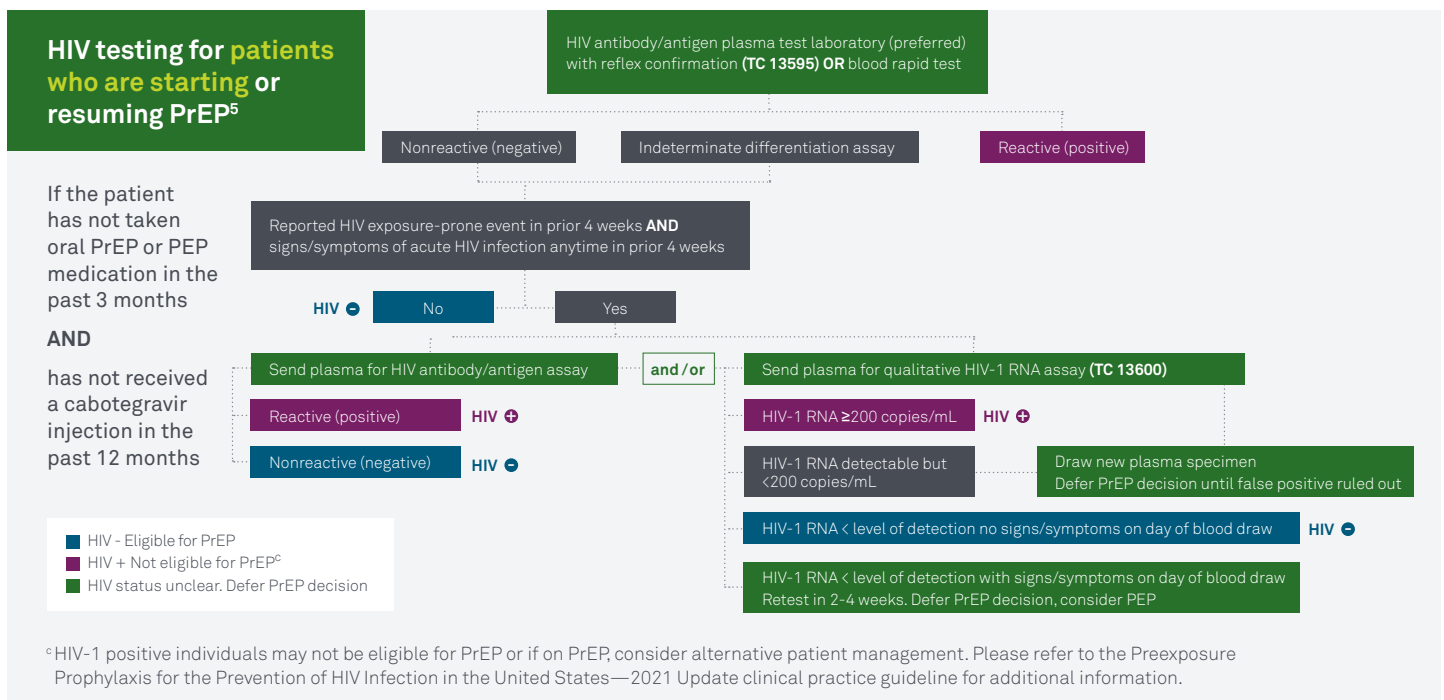 HIV testing for patients
who are starting or
resuming PrEP5
HIV antibody/antigen plasma test laboratory (preferred)
with reflex confirmation (TC 13595) OR blood rapid test
Nonreactive (negative)
Indeterminate differentiation assay
Reactive (positive)
If the patient
has not taken
oral PrEP or PEP
medication in the
past 3 months
AND
has not received
a cabotegravir
injection in the
past 12 months
Reported HIV exposure-prone event in prior 4 weeks AND
signs/symptoms of acute HIV infection anytime in prior 4 weeks
HIV -
No
Yes
Send plasma for HIV antibody/antigen assay
and/or
Send plasma for qualitative HIV-1 RNA assay (TC 13600)
Reactive (positive)
HIV +
Nonreactive (negative)
HIV -
HIV-1 RNA ≥200 copies/mL
HIV +
HIV-1 RNA detectable but
<200 copies/mL
Draw new plasma specimen
Defer PrEP decision until false positive ruled out
HIV-1 RNA < level of detection no signs/symptoms on day of blood draw
HIV -
HIV-1 RNA < level of detection with signs/symptoms on day of blood draw
Retest in 2-4 weeks. Defer PrEP decision, consider PEP
HIV - Eligible for PrEP
HIV + Not eligible for PrEPc
HIV status unclear. Defer PrEP decision
c HIV-1 positive individuals may not be eligible for PrEP or if on PrEP, consider alternative patient management. Please refer to the Preexposure
Prophylaxis for the Prevention of HIV Infection in the United States—2021 Update clinical practice guideline for additional information.